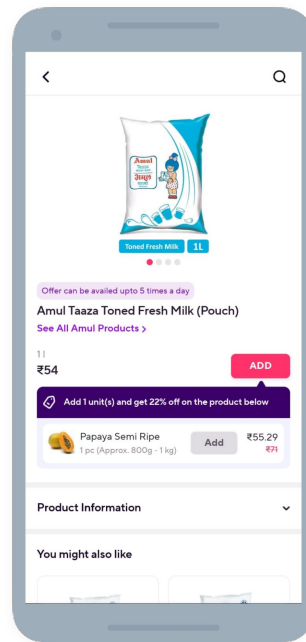 Amul
Taaza
अमूल
ताज़ा
Toned Fresh Milk 1L
Offer can be availed upto 5 times a day
Amul Taaza Toned Fresh Milk (Pouch)
See All Amul Products >
1 l
₹54
ADD
Add 1 unit(s) and get 22% off on the product below
Papaya Semi Ripe
1 pc (Approx. 800g - 1 kg)
Add
₹55.29
₹71
Product Information
You might also like